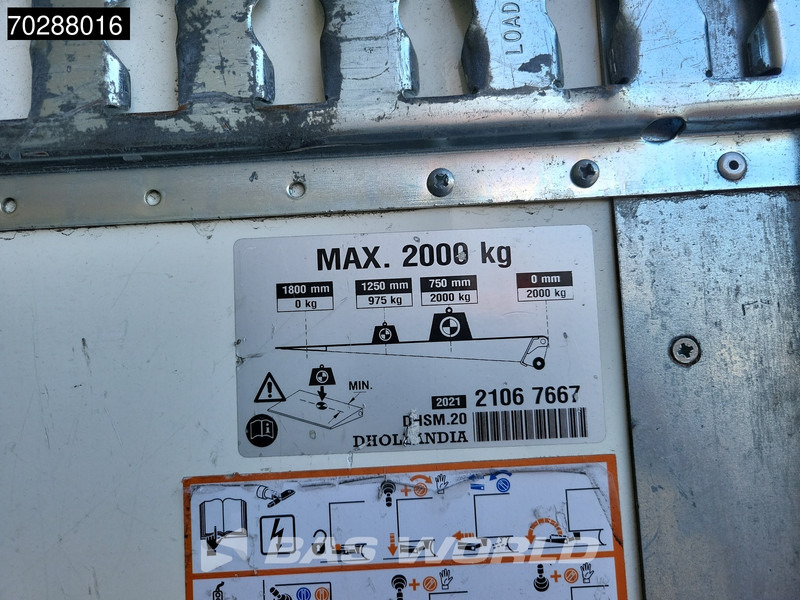 70288016
LOAD
MAX. 2000 kg
1800 mm 1250 mm 750 mm 0 mm
0 kg 975 kg 2000 kg 2000 kg
MIN.
2021 2106 7667
DHSM.20
DHOLLANDIA
BAS WORLD